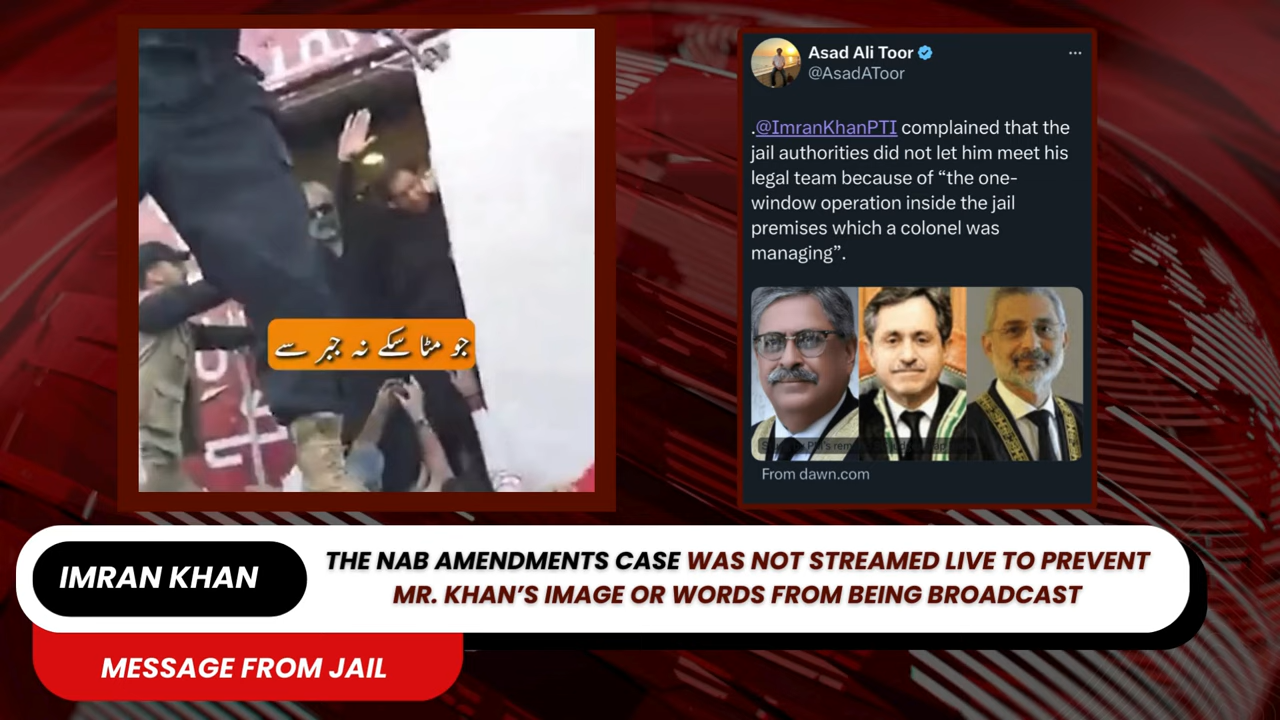 جو مٹا سکے نہ جبر سے
Asad Ali Toor
@AsadAToor
.@ImranKhanPTI complained that the
jail authorities did not let him meet his
legal team because of “the one-
window operation inside the jail
premises which a colonel was
managing”.
From dawn.com
IMRAN KHAN
THE NAB AMENDMENTS CASE WAS NOT STREAMED LIVE TO PREVENT
MR. KHAN’S IMAGE OR WORDS FROM BEING BROADCAST
MESSAGE FROM JAIL